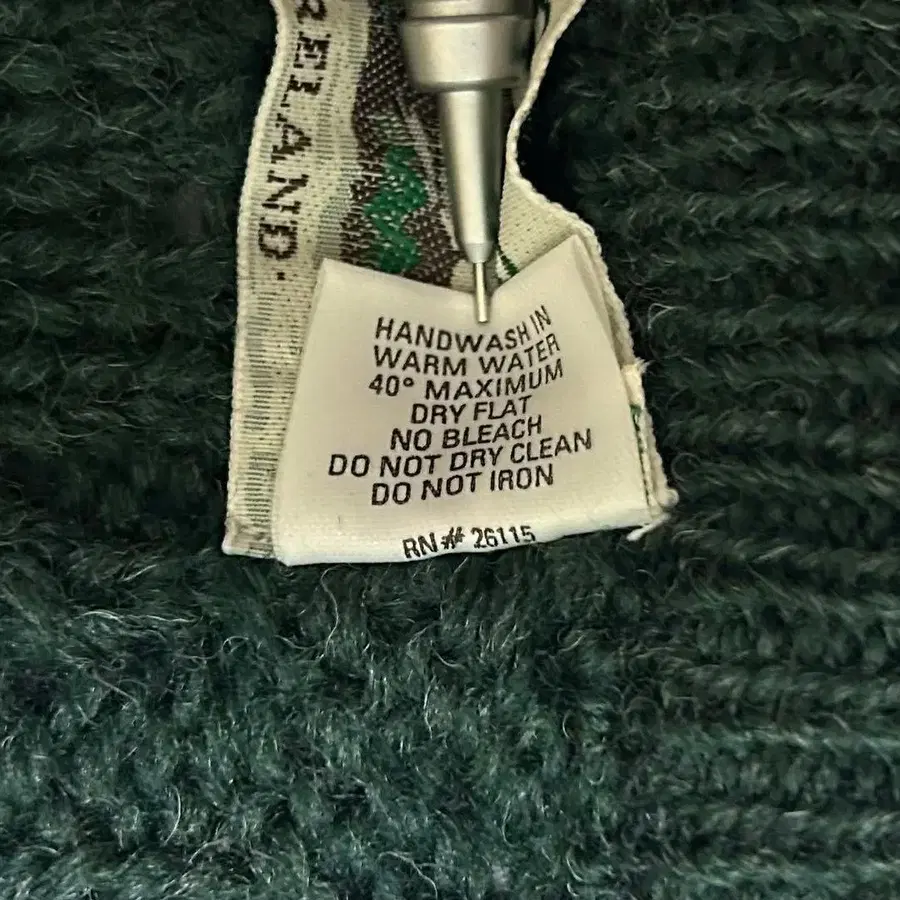 RELAND.
HANDWASH IN
WARM WATER
40° MAXIMUM
DRY FLAT
NO BLEACH
DO NOT DRY CLEAN
DO NOT IRON
RN # 26115